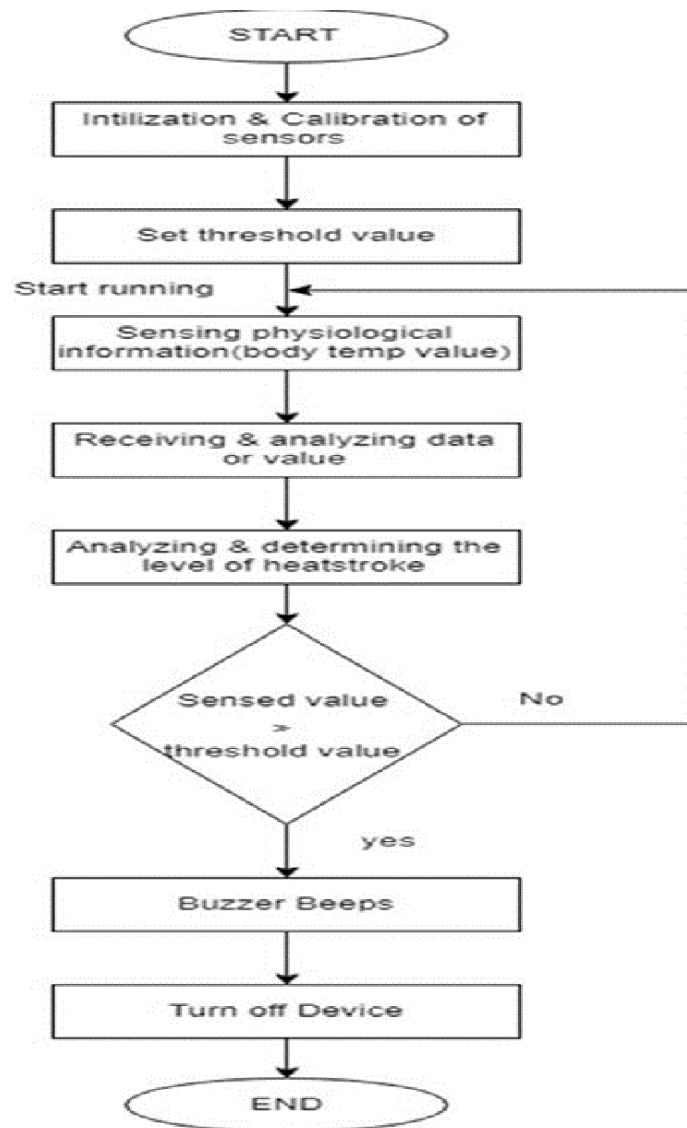 START
Intilization & Calibration of
sensors
Set threshold value
Start running
Sensing physiological
information(body temp value)
Receiving & analyzing data
or value
Analyzing & determining the
level of heatstroke
Sensed value
>
threshold value
No
yes
Buzzer Beeps
Turn off Device
END